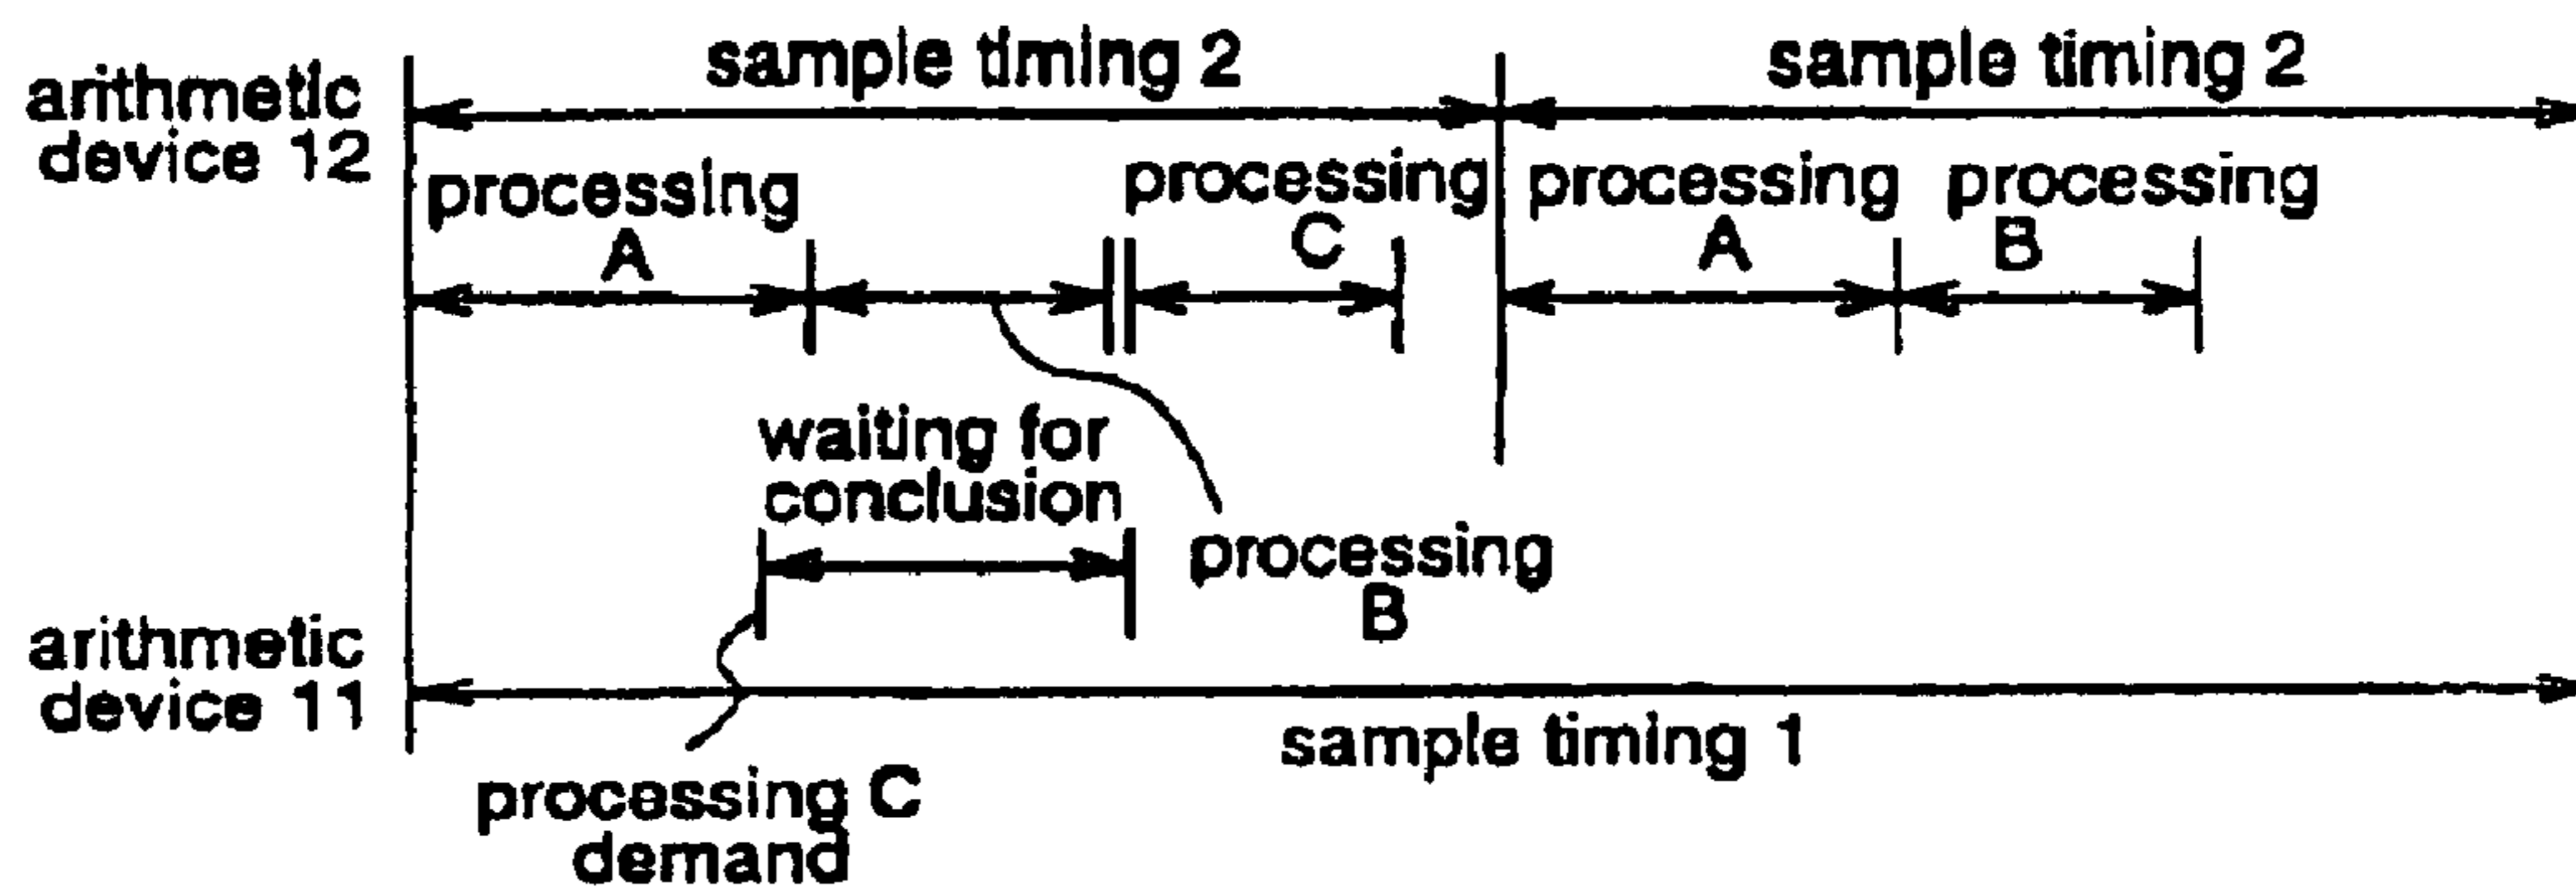 sample timing 2
sample timing 2
arithmetic
device 12
processing
A
processing
C
processing
A
processing
B
waiting for
conclusion
processing
B
arithmetic
device 11
sample timing 1
processing C
demand